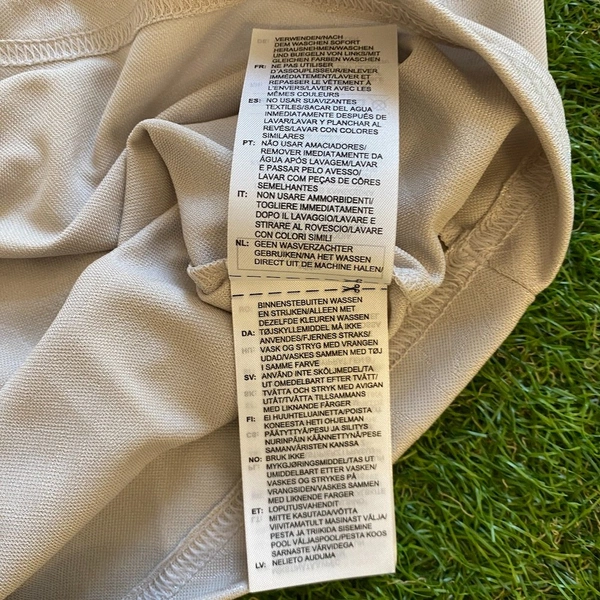 VERWENDEN/NACH
DEM WASCHEN SOFORT
HERAUSNEHMEN/WASCHEN
UND BUEGELN VON LINKS/MIT
GLEICHEN FARBEN WASCHEN
FR: NE PAS UTILISER
D'ASSOUPLISSEUR/ENLEVER
IMMÉDIATEMENT/LAVER ET
REPASSER LE VÊTEMENT À
L'ENVERS/LAVER AVEC LES
MÊMES COULEURS
ES: NO USAR SUAVIZANTES
TEXTILES/SACAR DEL AGUA
INMEDIATAMENTE DESPUÉS DE
LAVAR/LAVAR Y PLANCHAR AL
REVÉS/LAVAR CON COLORES
SIMILARES
PT: NÃO USAR AMACIADORES/
REMOVER IMEDIATAMENTE DA
ÁGUA APÓS LAVAGEM/LAVAR
E PASSAR PELO AVESSO/
LAVAR COM PEÇAS DE CÔRES
SEMELHANTES
IT: NON USARE AMMORBIDENTI/
TOGLIERE IMMEDIATAMENTE
DOPO IL LAVAGGIO/LAVARE E
STIRARE AL ROVESCIO/LAVARE
CON COLORI SIMILI
NL: GEEN WASVERZACHTER
GEBRUIKEN/NA HET WASSEN
DIRECT UIT DE MACHINE HALEN/
BINNENSTEBUITEN WASSEN
EN STRIJKEN/ALLEEN MET
DEZELFDE KLEUREN WASSEN
DA: TØJSKYLLEMIDDEL MÅ IKKE
ANVENDES/FJERNES STRAKS/
VASK OG STRYG MED VRANGEN
UDAD/VASKES SAMMEN MED TØJ
I SAMME FARVE
SV: ANVÄND INTE SKÖLJMEDEL/TA
UT OMEDELBART EFTER TVÄTT/
TVÄTTA OCH STRYK MED AVIGAN
UTÅT/TVÄTTA TILLSAMMANS
MED LIKNANDE FÄRGER
FI: EI HUUHTELUAINETTA/POISTA
KONEESTA HETI OHJELMAN
PÄÄTYTTYÄ/PESU JA SILITYS
NURINPÄIN KÄÄNNETTYNÄ/PESE
SAMANVÄRISTEN KANSSA
NO: BRUK IKKE
MYKGJØRINGSMIDDEL/TAS UT
UMIDDELBART ETTER VASKEN/
VASKES OG STRYKES PÅ
VRANGSIDEN/VASKES SAMMEN
MED LIKNENDE FARGER
ET: LOPUTUSVAHENDIT
MITTE KASUTADA/VÕTTA
VIIVITAMATULT MASINAST VÄLJA/
PESTA JA TRIIKIDA SISEMINE
POOL VÄLJASPOOL/PESTA KOOS
SARNASTE VÄRVIDEGA
LV: NELIETO AUDUMA